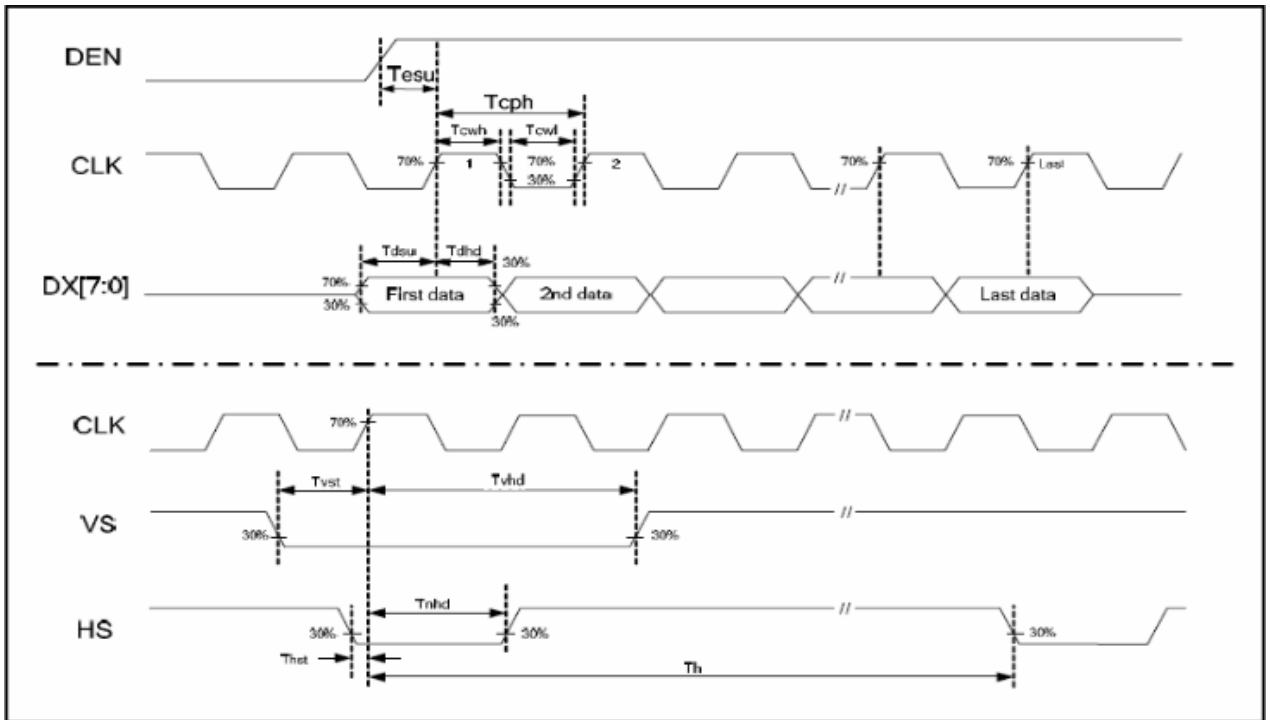 DEN
Tesu
Tcph
Tcwh Tcwl
CLK 70% 1 70% 30% 2 70% // 70% Last
Tdsu Tdhd 30%
DX[7:0] 70% 30% First data 30% 2nd data // Last data
CLK 70% //
Tvst Tvhd
VS 30% 30% //
Thhd
HS 30% 30% // 30%
Thst
Th